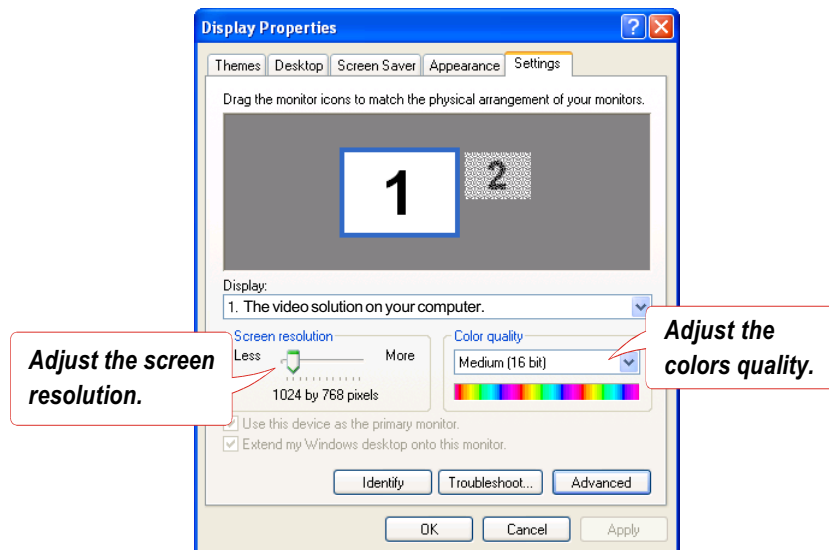 Display Properties
Themes Desktop Screen Saver Appearance Settings
Drag the monitor icons to match the physical arrangement of your monitors.
1 2
Display:
1. The video solution on your computer.
Screen resolution
Less More
1024 by 768 pixels
Color quality
Medium (16 bit)
Adjust the screen
resolution.
Adjust the
colors quality.
Use this device as the primary monitor.
Extend my Windows desktop onto this monitor.
Identify Troubleshoot... Advanced
OK Cancel Apply